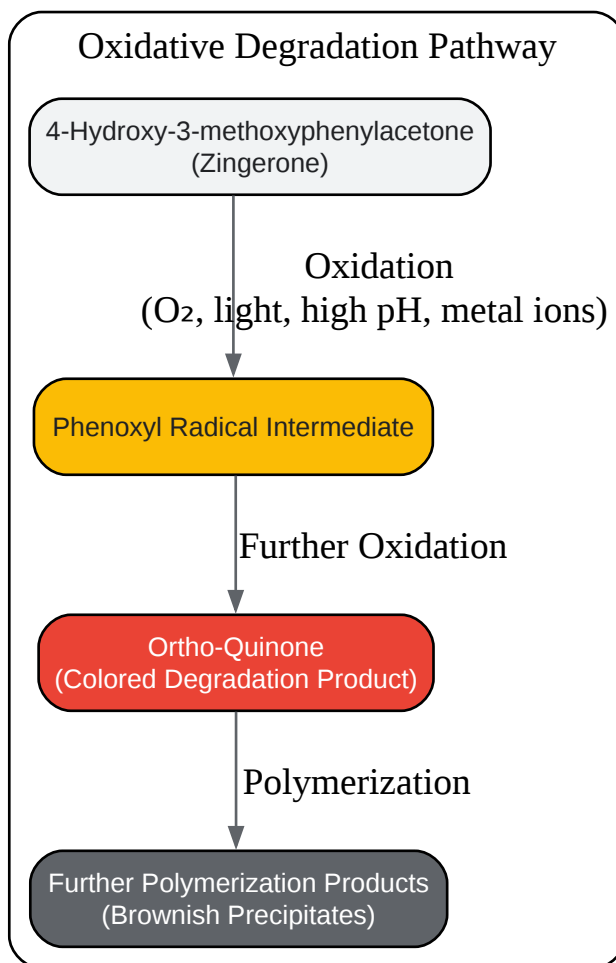 Oxidative Degradation Pathway
4-Hydroxy-3-methoxyphenylacetone
(Zingerone)
Oxidation
(O₂, light, high pH, metal ions)
Phenoxyl Radical Intermediate
Further Oxidation
Ortho-Quinone
(Colored Degradation Product)
Polymerization
Further Polymerization Products
(Brownish Precipitates)